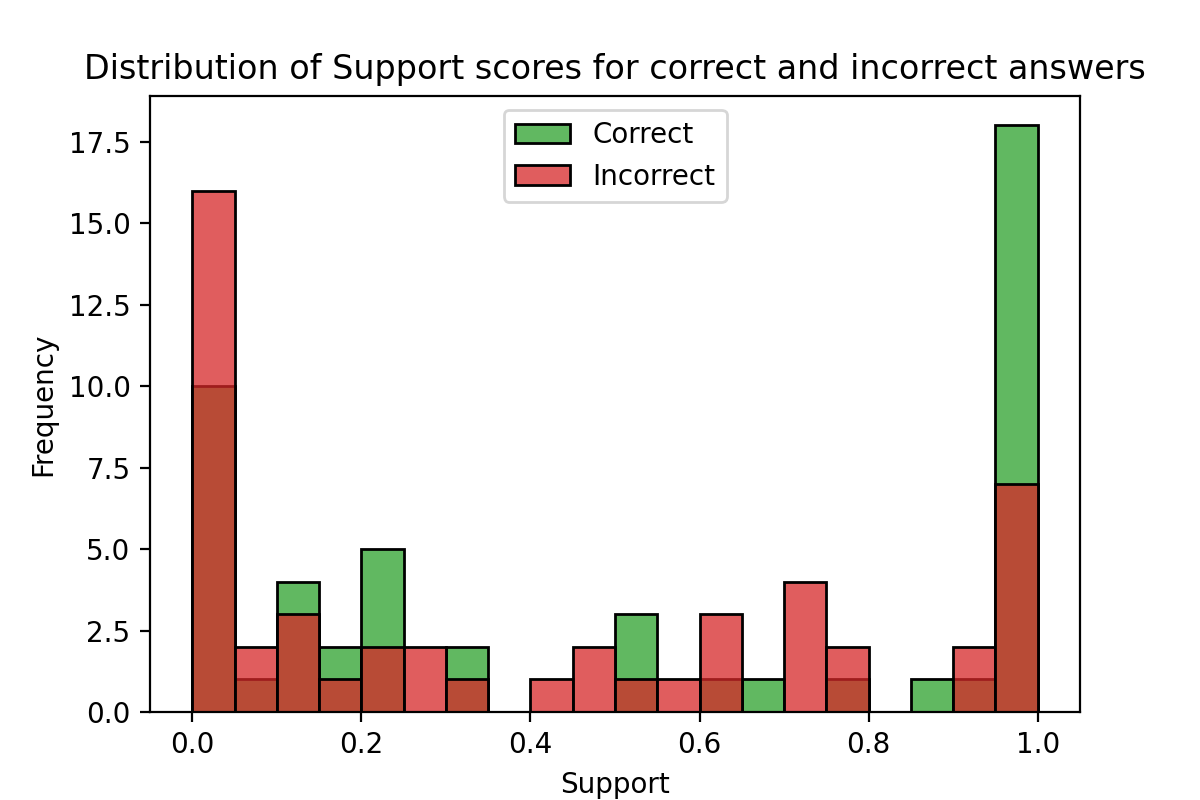 Distribution of Support scores for correct and incorrect answers
Correct
Incorrect
17.5
15.0
12.5
10.0
7.5
5.0
2.5
0.0
Frequency
0.0 0.2 0.4 0.6 0.8 1.0
Support